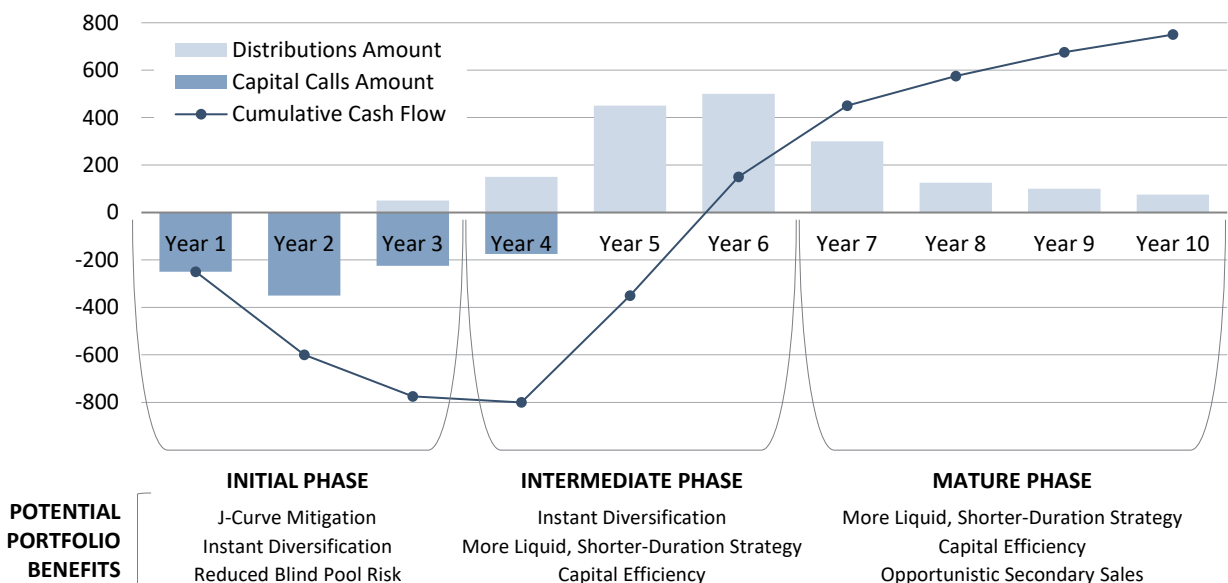 800
Distributions Amount
600
Capital Calls Amount
Cumulative Cash Flow
400
200
0
Year 1 Year 2 Year 3 Year 4 Year 5 Year 6 Year 7 Year 8 Year 9 Year 10
-200
-400
-600
-800
INITIAL PHASE INTERMEDIATE PHASE MATURE PHASE
POTENTIAL
PORTFOLIO
BENEFITS
J-Curve Mitigation
Instant Diversification
Reduced Blind Pool Risk
Instant Diversification
More Liquid, Shorter-Duration Strategy
Capital Efficiency
More Liquid, Shorter-Duration Strategy
Capital Efficiency
Opportunistic Secondary Sales